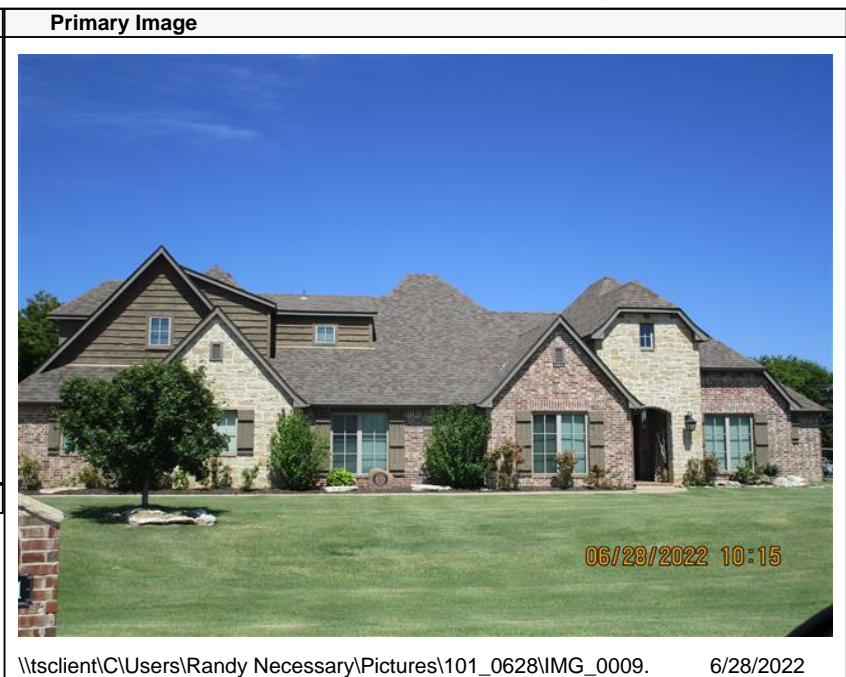 Primary Image
06/28/2022 10:15
\\tsclient\C\Users\Randy Necessary\Pictures\101_0628\IMG_0009.
6/28/2022